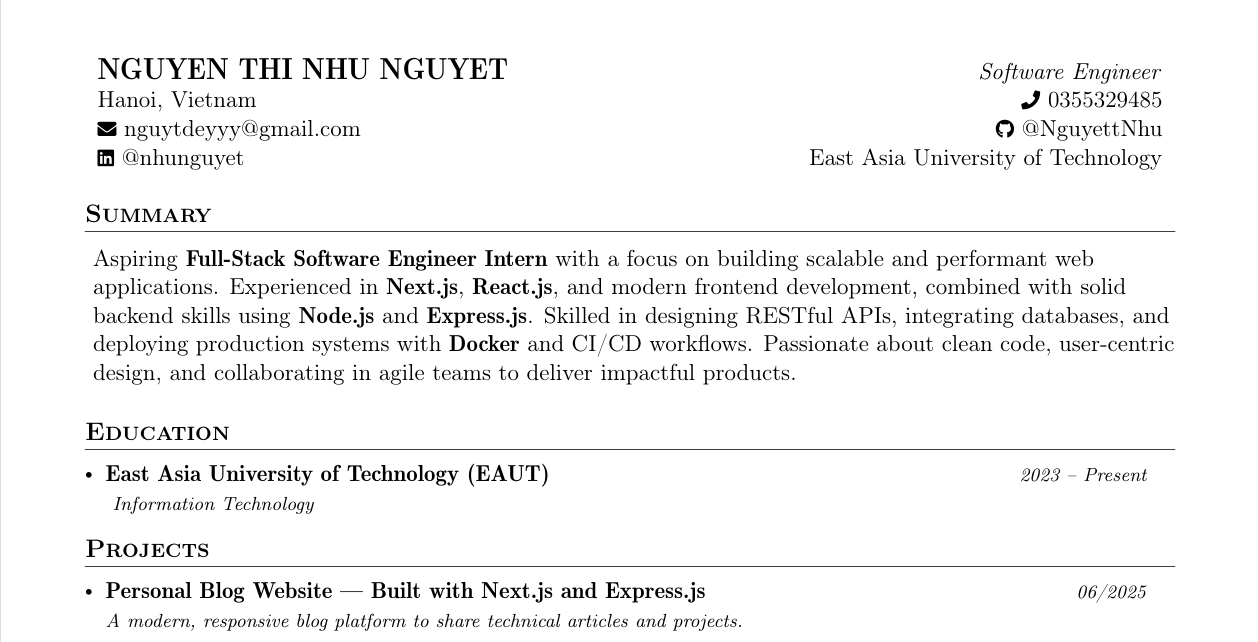 NGUYEN THI NHU NGUYET
Software Engineer
Hanoi, Vietnam
0355329485
nguytdeyyy@gmail.com
@NguyettNhu
@nhunguyet
East Asia University of Technology
SUMMARY
Aspiring Full-Stack Software Engineer Intern with a focus on building scalable and performant web
applications. Experienced in Next.js, React.js, and modern frontend development, combined with solid
backend skills using Node.js and Express.js. Skilled in designing RESTful APIs, integrating databases, and
deploying production systems with Docker and CI/CD workflows. Passionate about clean code, user-centric
design, and collaborating in agile teams to deliver impactful products.
EDUCATION
• East Asia University of Technology (EAUT)
2023 – Present
Information Technology
PROJECTS
• Personal Blog Website — Built with Next.js and Express.js
06/2025
A modern, responsive blog platform to share technical articles and projects.